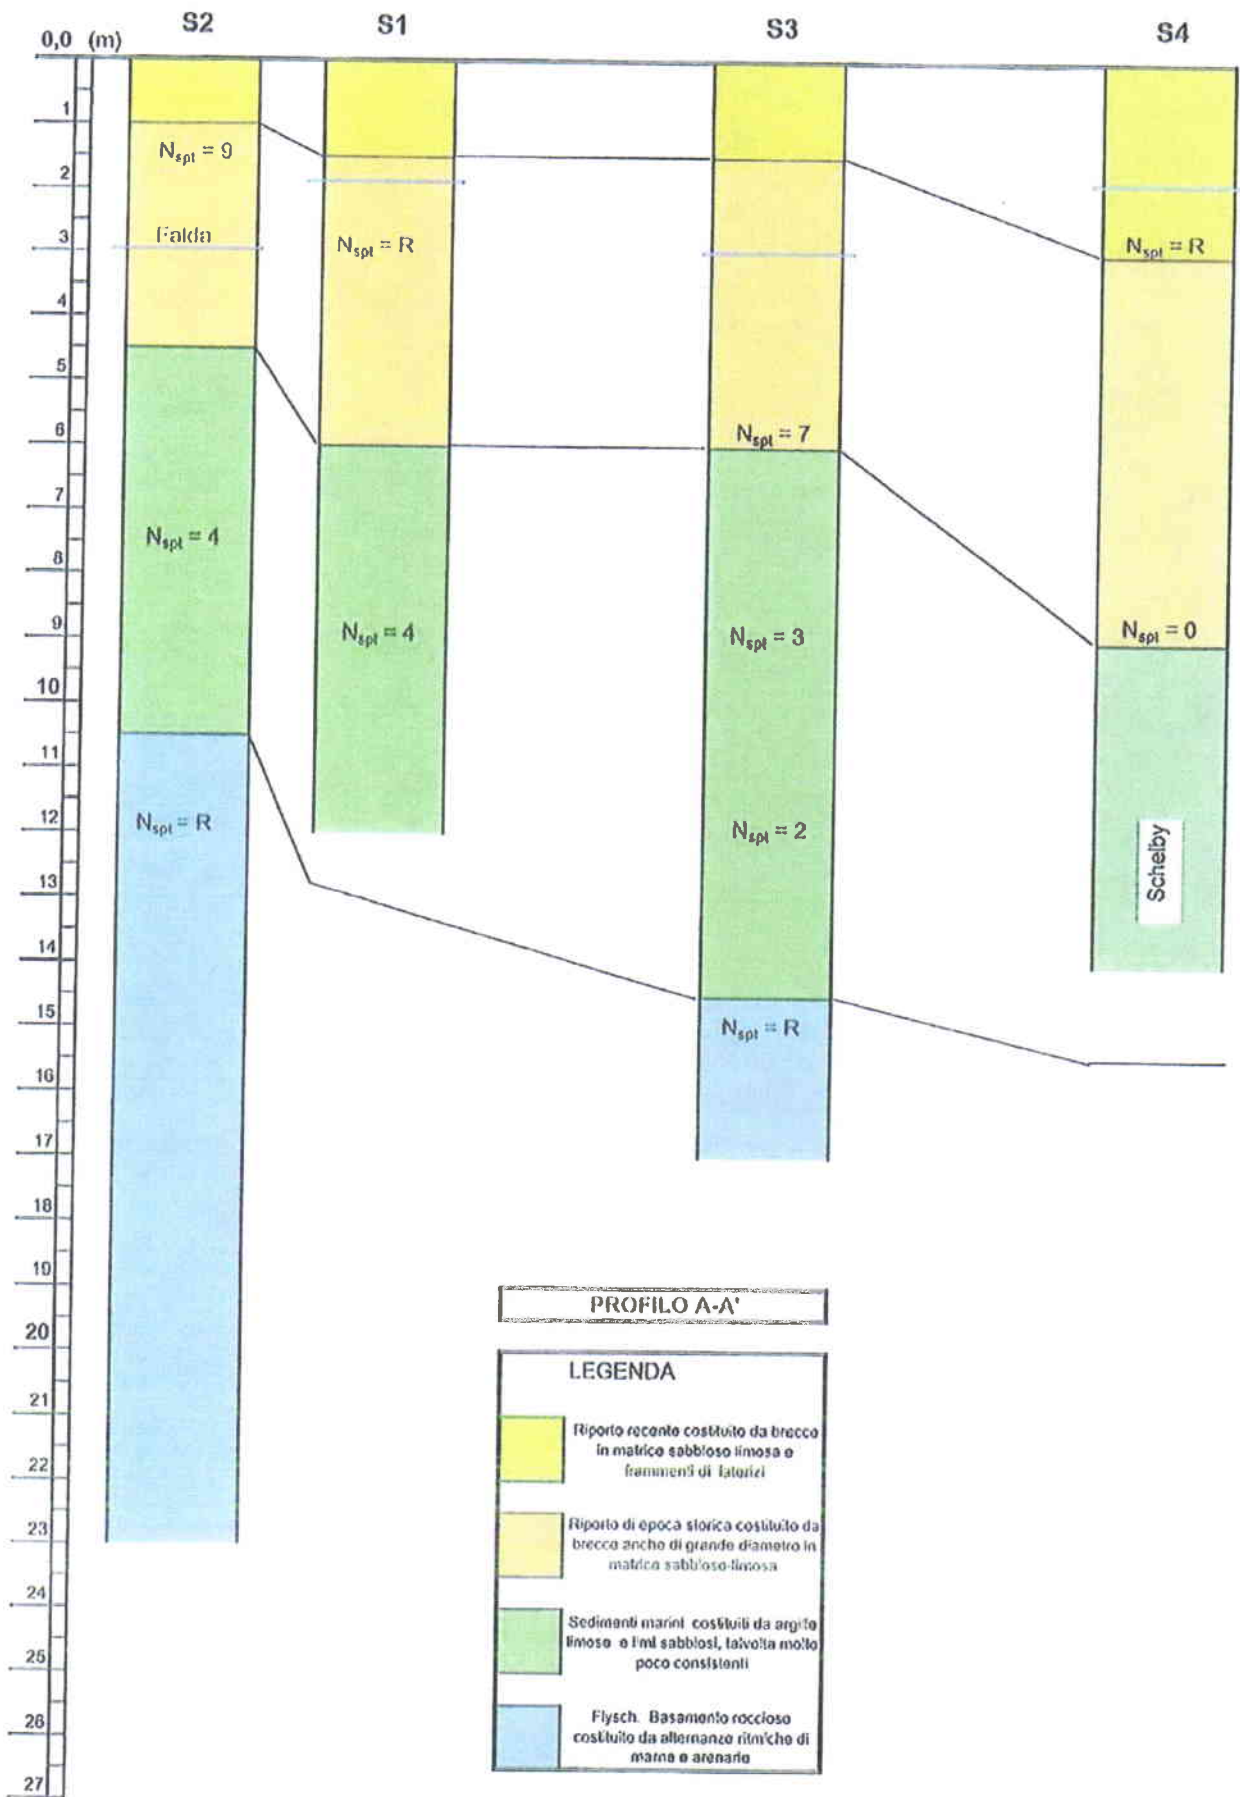 S2
S1
S3
S4
0,0 (m)
1
2
3
4
5
6
7
8
9
10
11
12
13
14
15
16
17
18
19
20
21
22
23
24
25
26
27
Nspt = 9
Falda
Nspt = 4
Nspt = R
Nspt = R
Nspt = 4
Nspt = 7
Nspt = 3
Nspt = 2
Nspt = R
Nspt = R
Nspt = 0
Schelby
PROFILO A-A'
LEGENDA
Riporto recente costituito da brecce
in matrice sabbioso limosa e
frammenti di laterizi
Riporto di epoca storica costituito da
brecce anche di grande diametro in
matrice sabbioso-limosa
Sedimenti marini costituiti da argille
limose e limi sabbiosi, talvolta molto
poco consistenti
Flysch. Basamento roccioso
costituito da alternanze ritmiche di
marne e arenarie